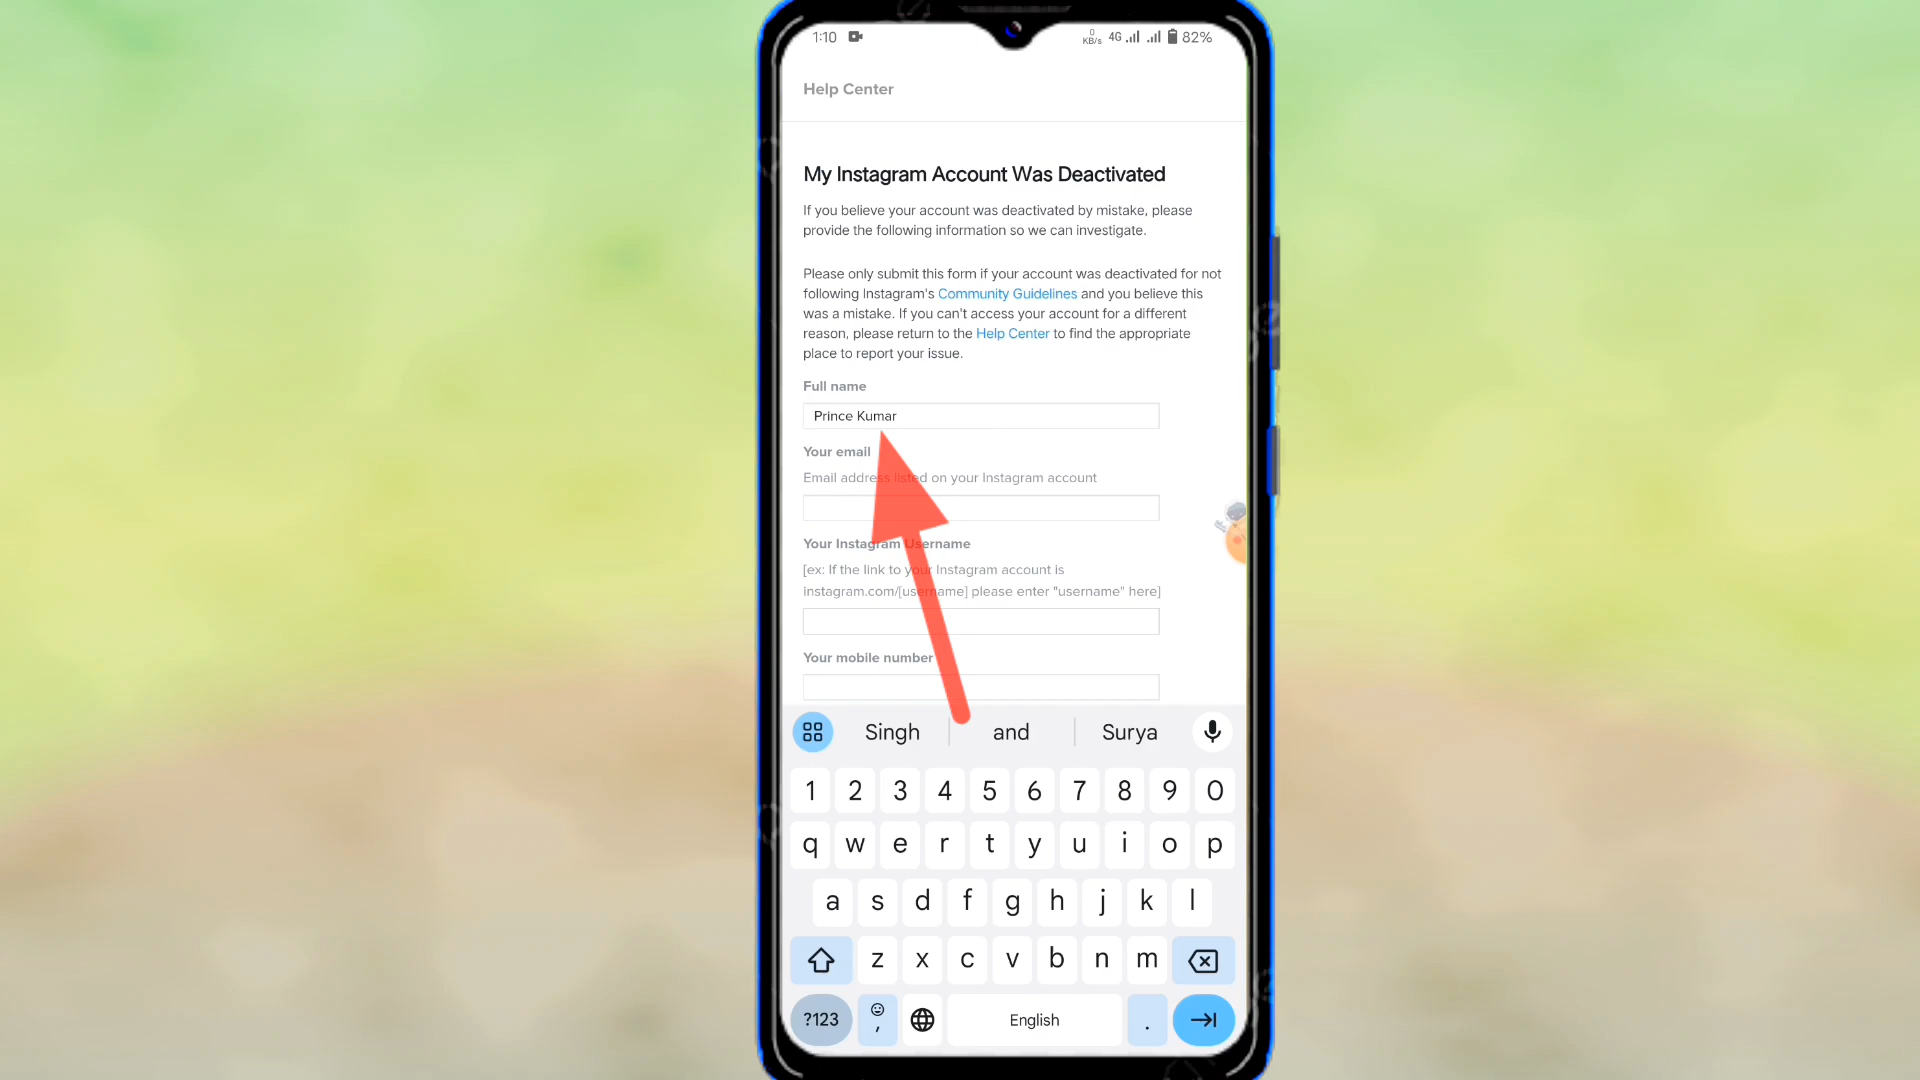 1:10
0 KB/s 4G 82%
Help Center
My Instagram Account Was Deactivated
If you believe your account was deactivated by mistake, please
provide the following information so we can investigate.
Please only submit this form if your account was deactivated for not
following Instagram's Community Guidelines and you believe this
was a mistake. If you can't access your account for a different
reason, please return to the Help Center to find the appropriate
place to report your issue.
Full name
Prince Kumar
Your email
Email address listed on your Instagram account
Your Instagram Username
[ex: If the link to your Instagram account is
instagram.com/[username] please enter "username" here]
Your mobile number
Singh and Surya
1 2 3 4 5 6 7 8 9 0
q w e r t y u i o p
a s d f g h j k l
z x c v b n m
?123 , English .